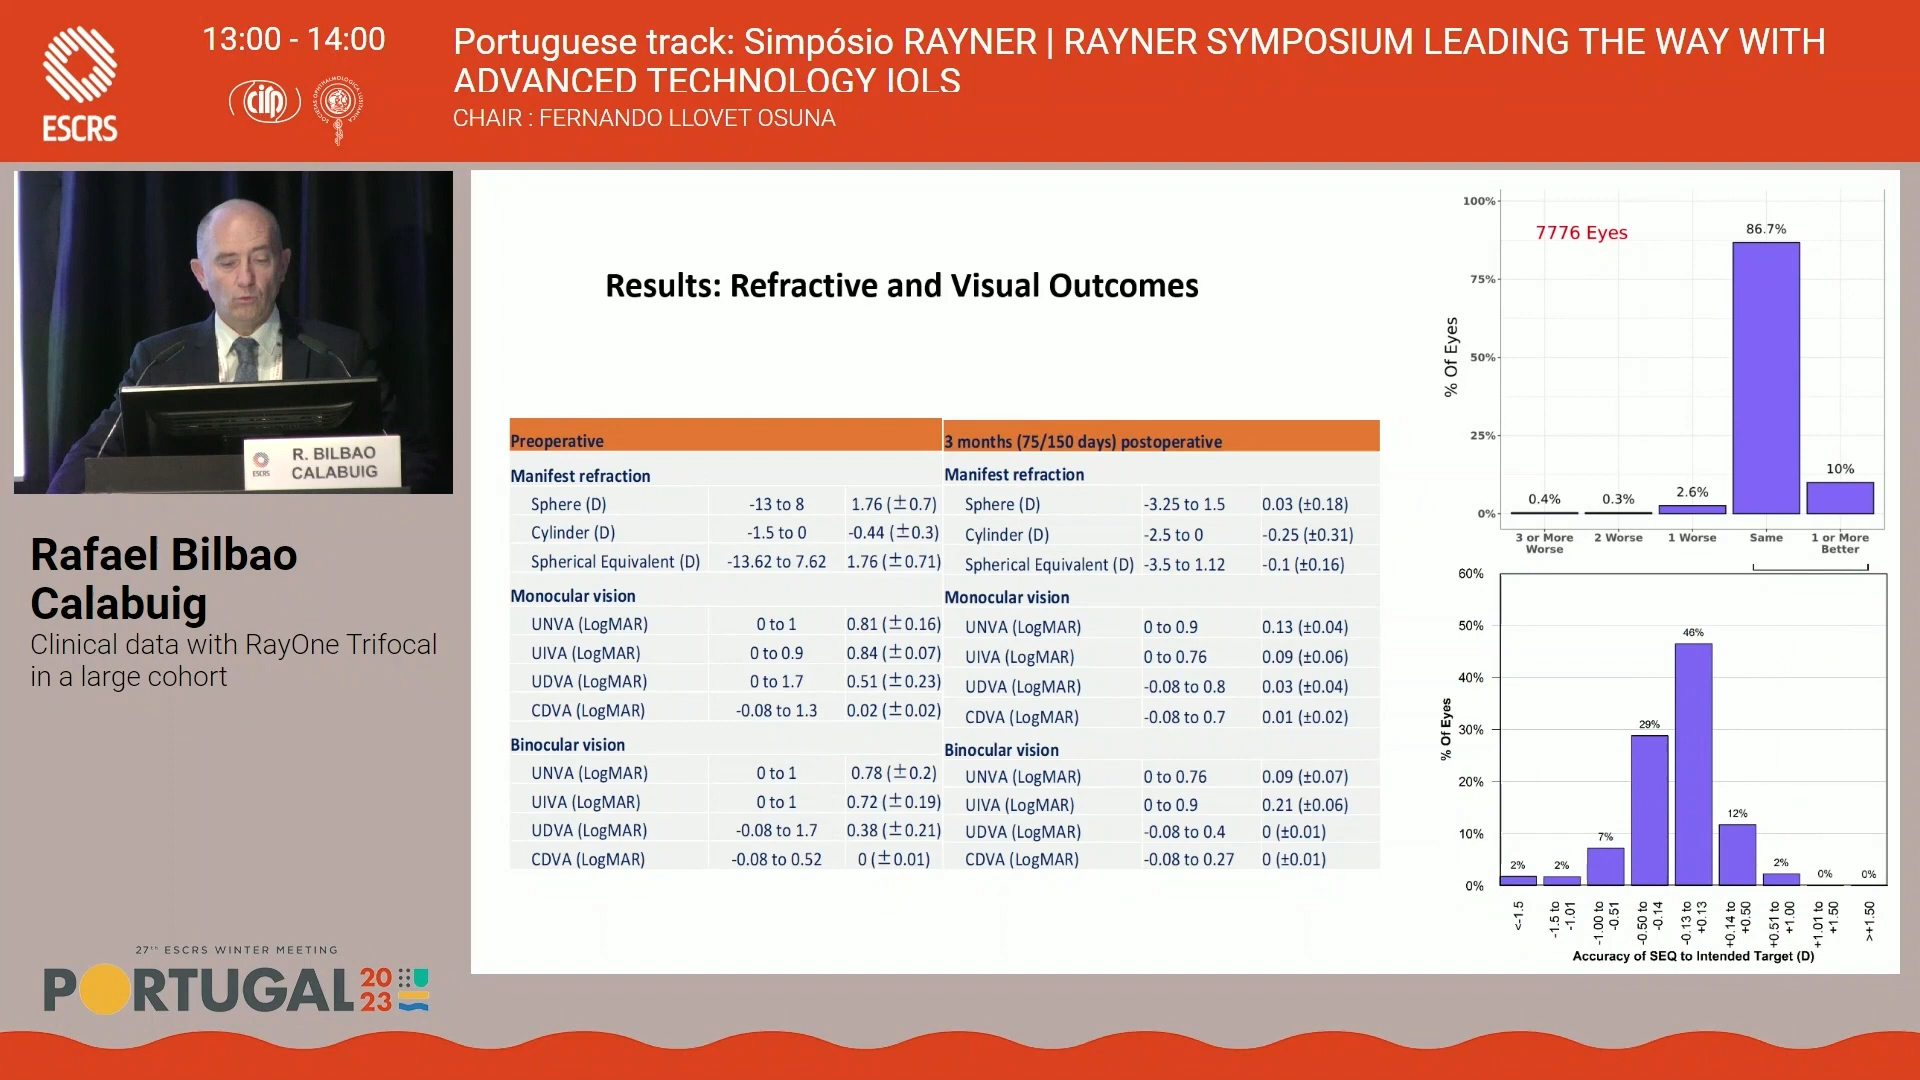 ESCRS
13:00 - 14:00
cirp
Portuguese track: Simpósio RAYNER | RAYNER SYMPOSIUM LEADING THE WAY WITH
ADVANCED TECHNOLOGY IOLS
CHAIR : FERNANDO LLOVET OSUNA
ESCRS
R. BILBAO
CALABUIG
Rafael Bilbao
Calabuig
Clinical data with RayOne Trifocal
in a large cohort
27TH ESCRS WINTER MEETING
PORTUGAL 2023
Results: Refractive and Visual Outcomes
Preoperative
Manifest refraction
Sphere (D) -13 to 8 1.76 (±0.7)
Cylinder (D) -1.5 to 0 -0.44 (±0.3)
Spherical Equivalent (D) -13.62 to 7.62 1.76 (±0.71)
Monocular vision
UNVA (LogMAR) 0 to 1 0.81 (±0.16)
UIVA (LogMAR) 0 to 0.9 0.84 (±0.07)
UDVA (LogMAR) 0 to 1.7 0.51 (±0.23)
CDVA (LogMAR) -0.08 to 1.3 0.02 (±0.02)
Binocular vision
UNVA (LogMAR) 0 to 1 0.78 (±0.2)
UIVA (LogMAR) 0 to 1 0.72 (±0.19)
UDVA (LogMAR) -0.08 to 1.7 0.38 (±0.21)
CDVA (LogMAR) -0.08 to 0.52 0 (±0.01)
3 months (75/150 days) postoperative
Manifest refraction
Sphere (D) -3.25 to 1.5 0.03 (±0.18)
Cylinder (D) -2.5 to 0 -0.25 (±0.31)
Spherical Equivalent (D) -3.5 to 1.12 -0.1 (±0.16)
Monocular vision
UNVA (LogMAR) 0 to 0.9 0.13 (±0.04)
UIVA (LogMAR) 0 to 0.76 0.09 (±0.06)
UDVA (LogMAR) -0.08 to 0.8 0.03 (±0.04)
CDVA (LogMAR) -0.08 to 0.7 0.01 (±0.02)
Binocular vision
UNVA (LogMAR) 0 to 0.76 0.09 (±0.07)
UIVA (LogMAR) 0 to 0.9 0.21 (±0.06)
UDVA (LogMAR) -0.08 to 0.4 0 (±0.01)
CDVA (LogMAR) -0.08 to 0.27 0 (±0.01)
7776 Eyes
% Of Eyes
100%
75%
50%
25%
0%
0.4% 0.3% 2.6% 86.7% 10%
3 or More Worse
2 Worse
1 Worse
Same
1 or More Better
% Of Eyes
60%
50%
40%
30%
20%
10%
0%
2% 2% 7% 29% 46% 12% 2% 0% 0%
<-1.5
-1.5 to -1.01
-1.00 to -0.51
-0.50 to -0.14
-0.13 to +0.13
+0.14 to +0.50
+0.51 to +1.00
+1.01 to +1.50
>+1.50
Accuracy of SEQ to Intended Target (D)